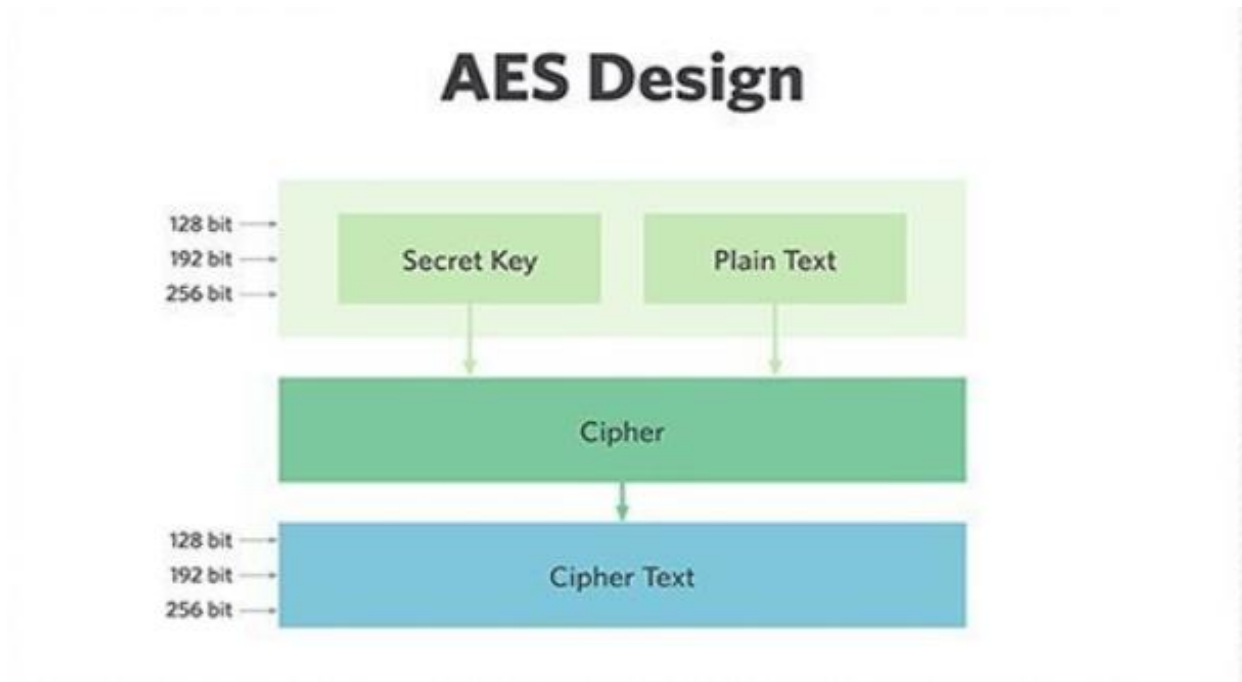 AES Design
128 bit
192 bit
256 bit
Secret Key
Plain Text
Cipher
128 bit
192 bit
256 bit
Cipher Text